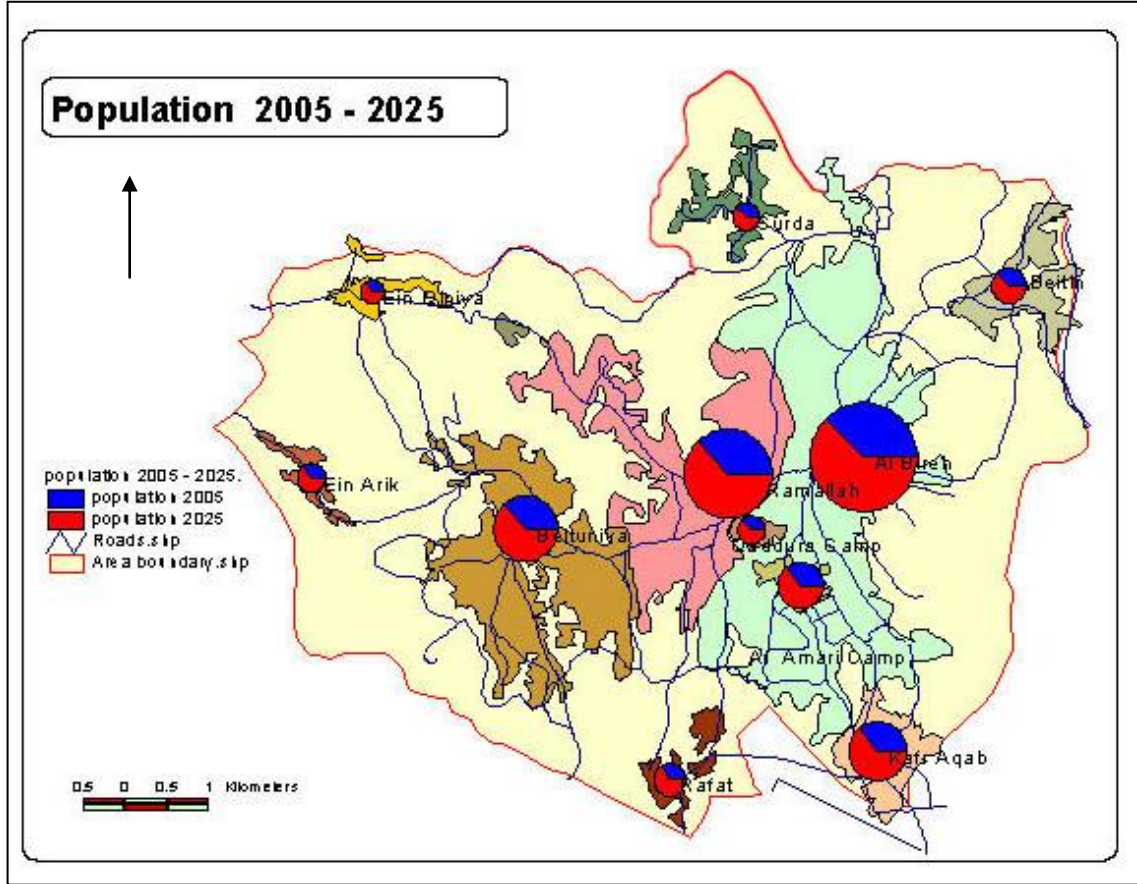 Population 2005 - 2025
Surda
Beitin
Ein
Al Bireh
Ramallah
Ein Arik
population 2005 - 2025.
population 2005
population 2025
Roads.shp
Area boundary.shp
Beituniya
Qaddura Camp
Al Amari Camp
Kafr Aqab
Rafat
0.5 0 0.5 1 Kilometers